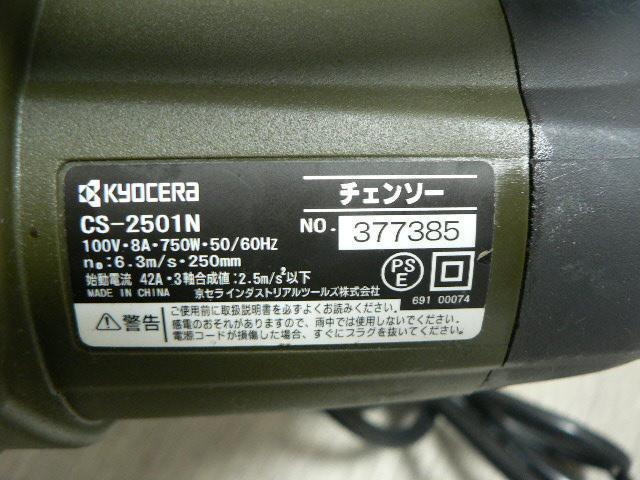 KYOCERA
チェンソー
CS-2501N
NO. 377385
100V・8A・750W・50/60HZ
n₀:6.3m/s・250mm
始動電流 42A・3軸合成値:2.5m/s²以下
PS
E
MADE IN CHINA 京セラインダストリアルツールズ株式会社
691 00074
警告
ご使用前に取扱説明書を必ずよくお読みください。
感電のおそれがありますので、雨中では使用しないでください。
電源コードが損傷した場合、すぐにプラグを抜いてください。